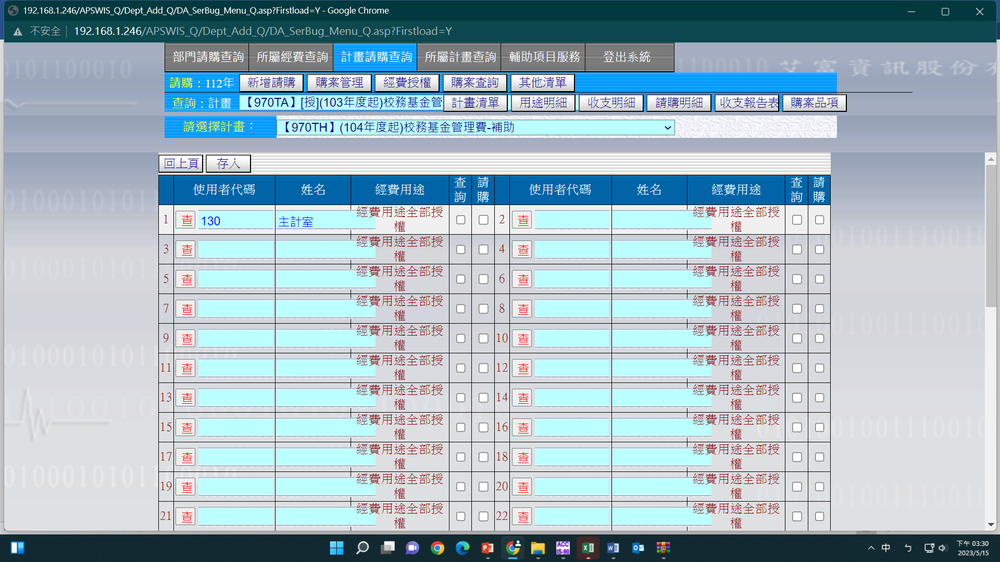 192.168.1.246/APSWIS_Q/Dept_Add_Q/DA_SerBug_Menu_Q.asp?Firstload=Y - Google Chrome
不安全 192.168.1.246/APSWIS_Q/Dept_Add_Q/DA_SerBug_Menu_Q.asp?Firstload=Y
部門請購查詢 所屬經費查詢 計畫請購查詢 所屬計畫查詢 輔助項目服務 登出系統
艾富資訊股份有
請購：112年 新增請購 購案管理 經費授權 購案查詢 其他清單
查詢：計畫 【970TA】[授](103年度起)校務基金管 計畫清單 用途明細 收支明細 請購明細 收支報告表 購案品項
請選擇計畫： 【970TH】(104年度起)校務基金管理費-補助
回上頁 存入
使用者代碼 姓名 經費用途 查詢 請購 使用者代碼 姓名 經費用途 查詢 請購
1 查 130 主計室 經費用途全部授權 2 查 經費用途全部授權
3 查 經費用途全部授權 4 查 經費用途全部授權
5 查 經費用途全部授權 6 查 經費用途全部授權
7 查 經費用途全部授權 8 查 經費用途全部授權
9 查 經費用途全部授權 10 查 經費用途全部授權
11 查 經費用途全部授權 12 查 經費用途全部授權
13 查 經費用途全部授權 14 查 經費用途全部授權
15 查 經費用途全部授權 16 查 經費用途全部授權
17 查 經費用途全部授權 18 查 經費用途全部授權
19 查 經費用途全部授權 20 查 經費用途全部授權
21 查 經費用途全部授權 22 查 經費用途全部授權
ACC
IS-90
中 ㄅ 下午 03:30
2023/5/15